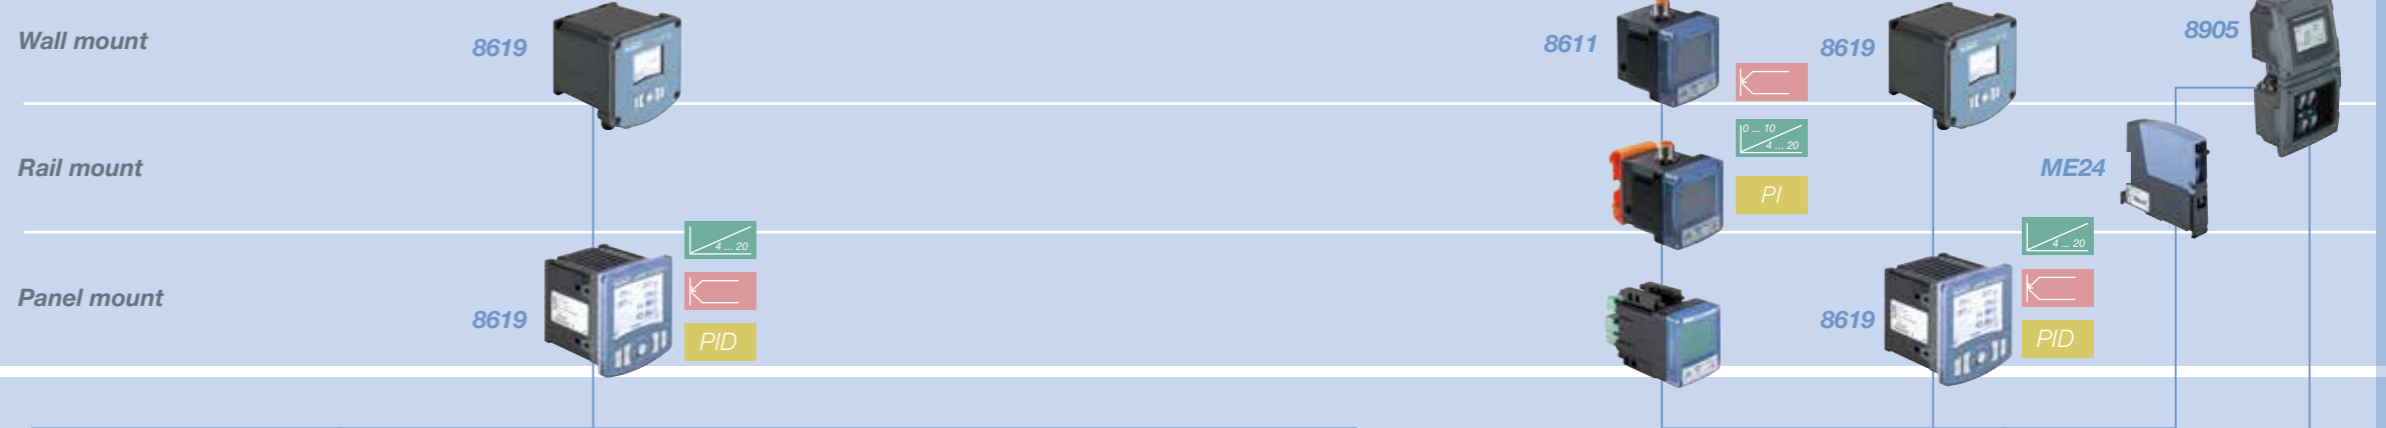 Wall mount
8619
8611
8619
8905
0 ... 10
4 ... 20
Rail mount
PI
ME24
4 ... 20
4 ... 20
Panel mount
8619
PID
8619
PID